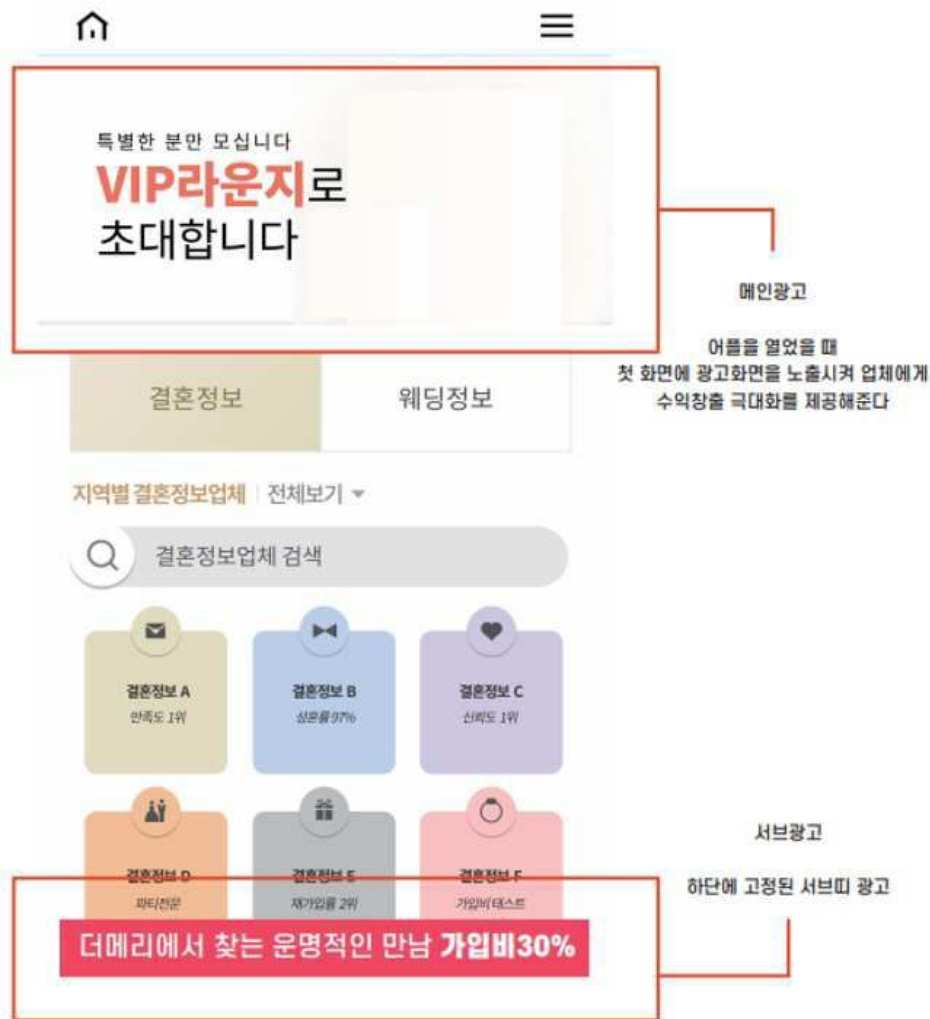 특별한 분만 모십니다
VIP라운지로
초대합니다
메인광고
어플을 열었을 때
첫 화면에 광고화면을 노출시켜 업체에게
수익창출 극대화를 제공해준다
결혼정보
웨딩정보
지역별 결혼정보업체 | 전체보기
결혼정보업체 검색
결혼정보 A
만족도 1위
결혼정보 B
성혼률 97%
결혼정보 C
신뢰도 1위
결혼정보 D
파티전문
결혼정보 E
재가입률 2위
결혼정보 F
가입비 테스트
서브광고
하단에 고정된 서브띠 광고
더메리에서 찾는 운명적인 만남 가입비30%